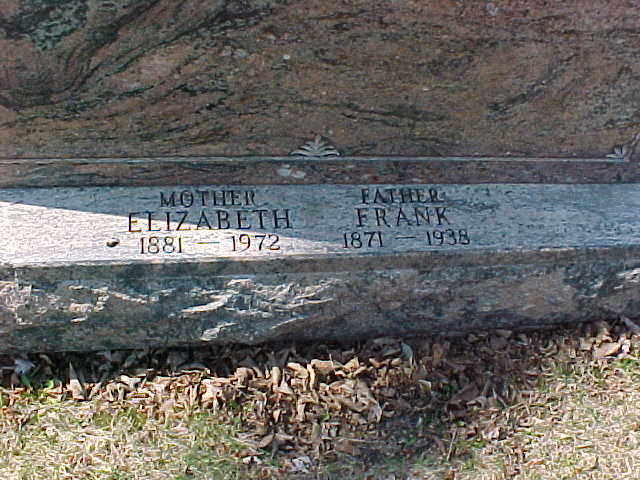 MOTHER
ELIZABETH
1881 — 1972
FATHER
FRANK
1871 — 1938